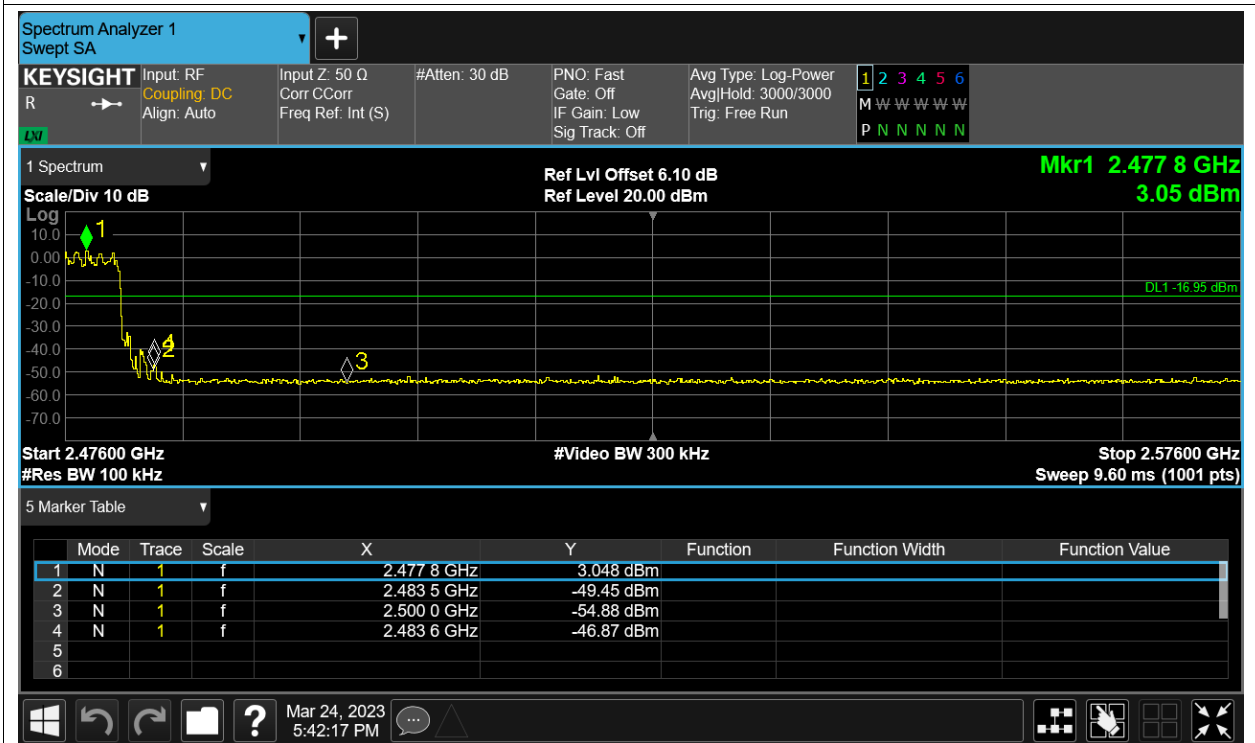 Spectrum Analyzer 1
Swept SA
KEYSIGHT Input: RF Input Z: 50 Ω #Atten: 30 dB PNO: Fast Avg Type: Log-Power 1 2 3 4 5 6
R Coupling: DC Corr CCorr Gate: Off Avg|Hold: 3000/3000 M W W W W W W
Align: Auto Freq Ref: Int (S) IF Gain: Low Trig: Free Run
LXI Sig Track: Off P N N N N N N
1 Spectrum Ref Lvl Offset 6.10 dB Mkr1 2.477 8 GHz
Scale/Div 10 dB Ref Level 20.00 dBm 3.05 dBm
Log
10.0 1
0.00
-10.0
DL1 -16.95 dBm
-20.0
-30.0
-40.0 4 2
-50.0 3
-60.0
-70.0
Start 2.47600 GHz #Video BW 300 kHz Stop 2.57600 GHz
#Res BW 100 kHz Sweep 9.60 ms (1001 pts)
5 Marker Table
Mode Trace Scale X Y Function Function Width Function Value
1 N 1 f 2.477 8 GHz 3.048 dBm
2 N 1 f 2.483 5 GHz -49.45 dBm
3 N 1 f 2.500 0 GHz -54.88 dBm
4 N 1 f 2.483 6 GHz -46.87 dBm
5
6
? Mar 24, 2023
5:42:17 PM